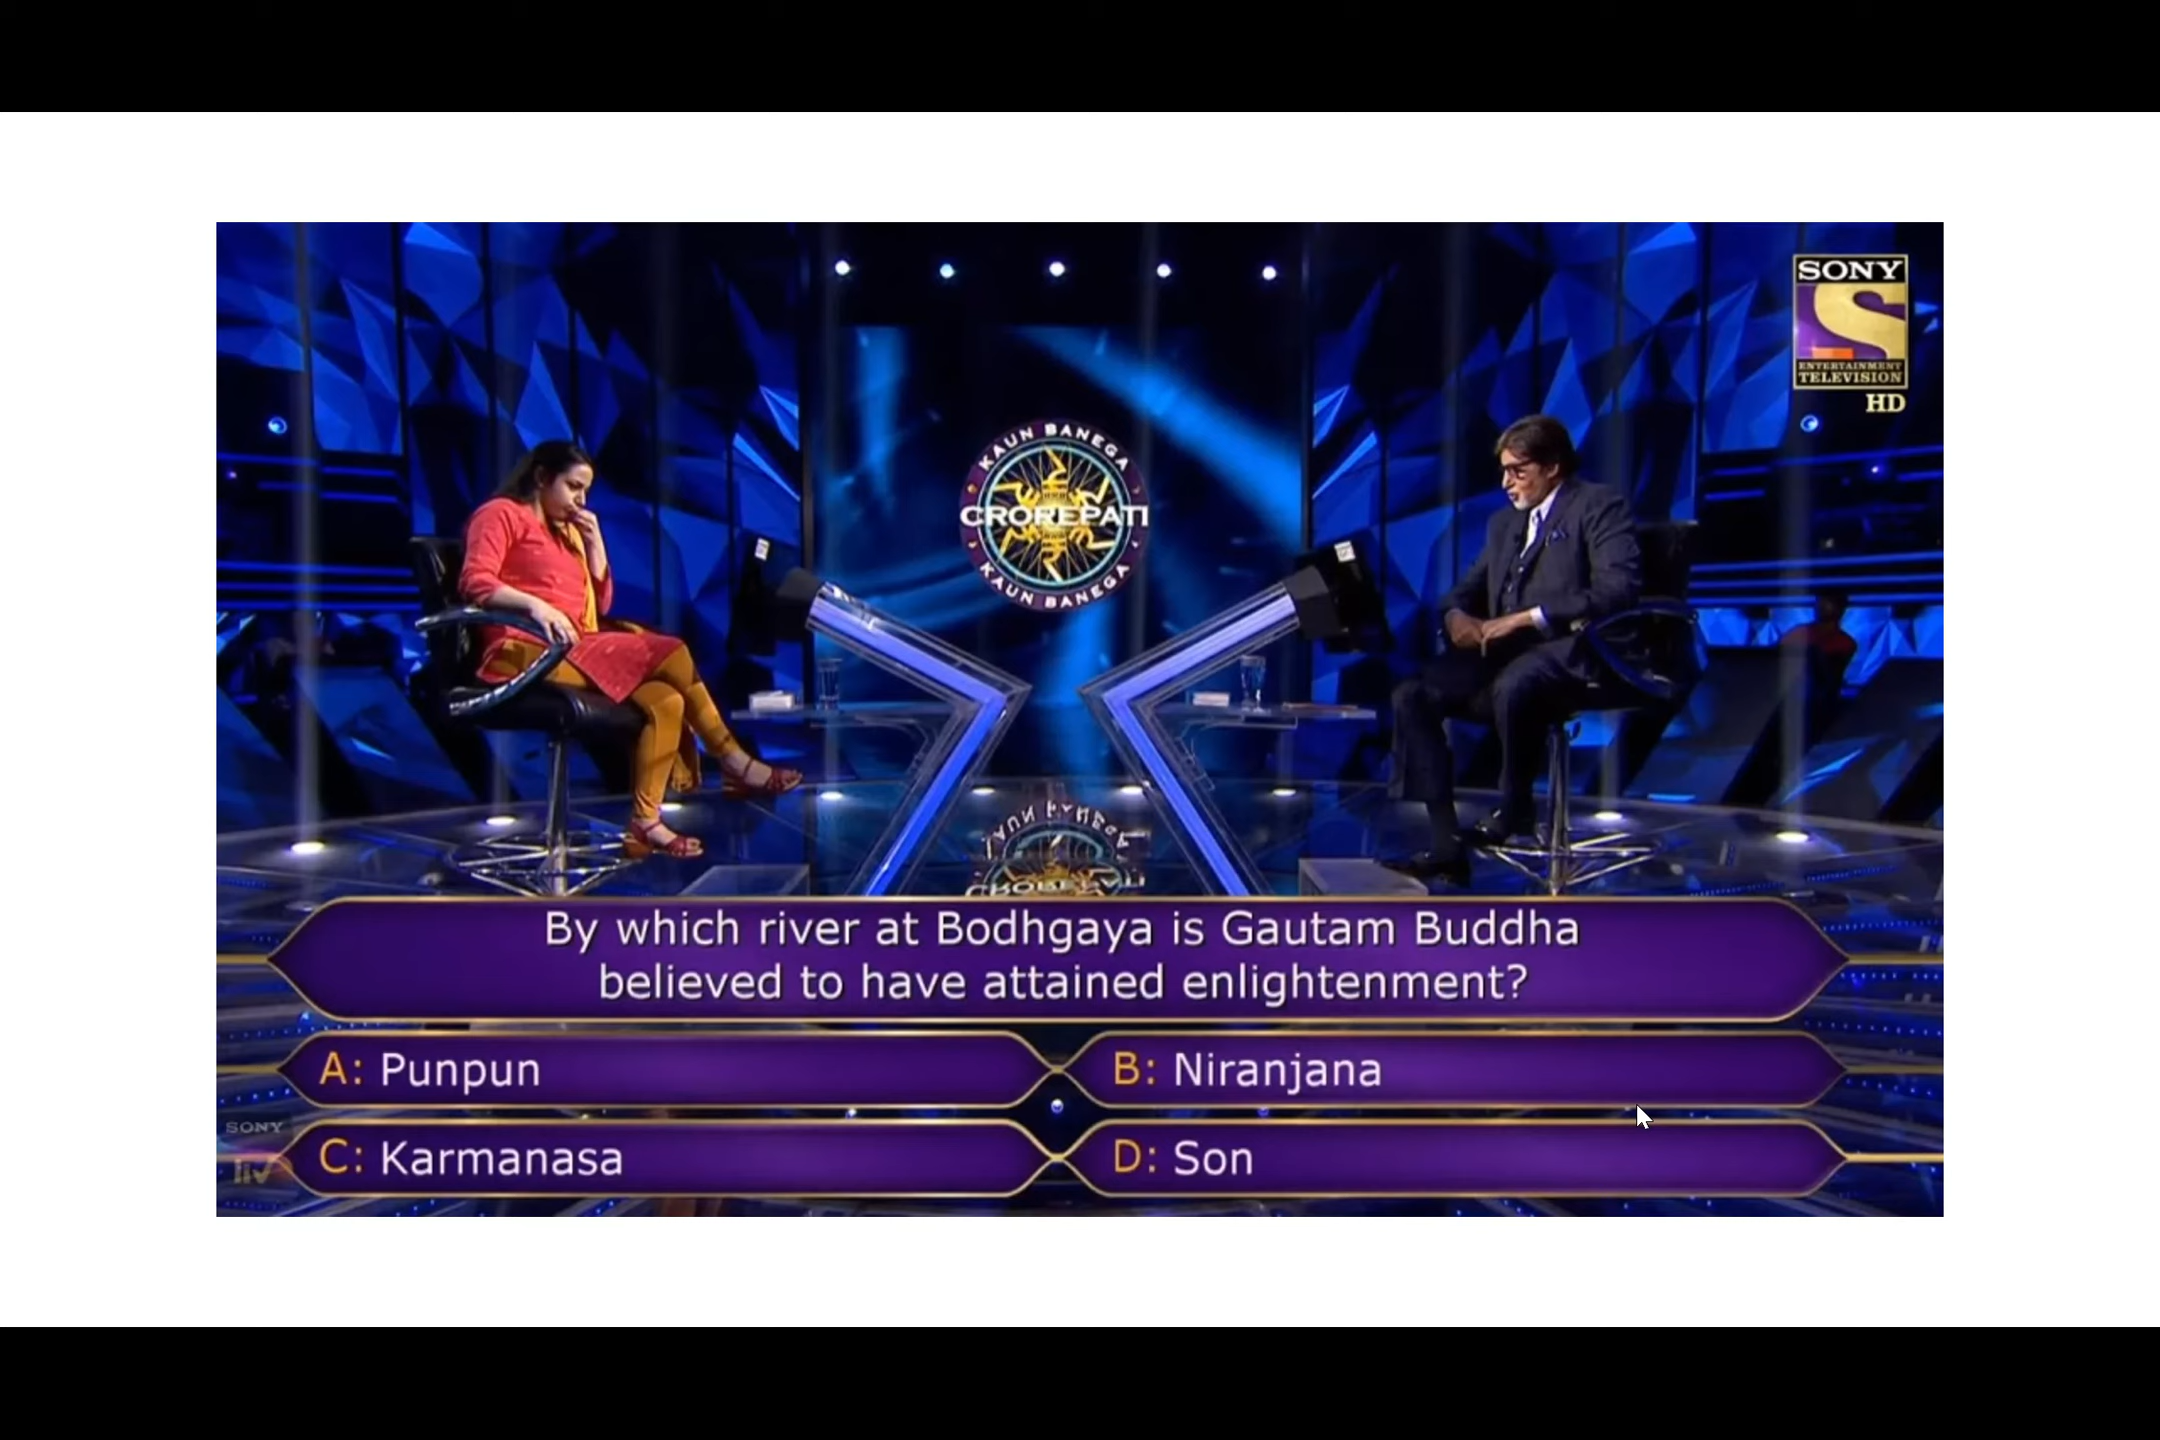 SONY
ENTERTAINMENT
TELEVISION
HD
KAUN BANEGA
CROREPATI
KAUN BANEGA
By which river at Bodhgaya is Gautam Buddha
believed to have attained enlightenment?
A: Punpun
B: Niranjana
C: Karmanasa
D: Son
SONY
LIV